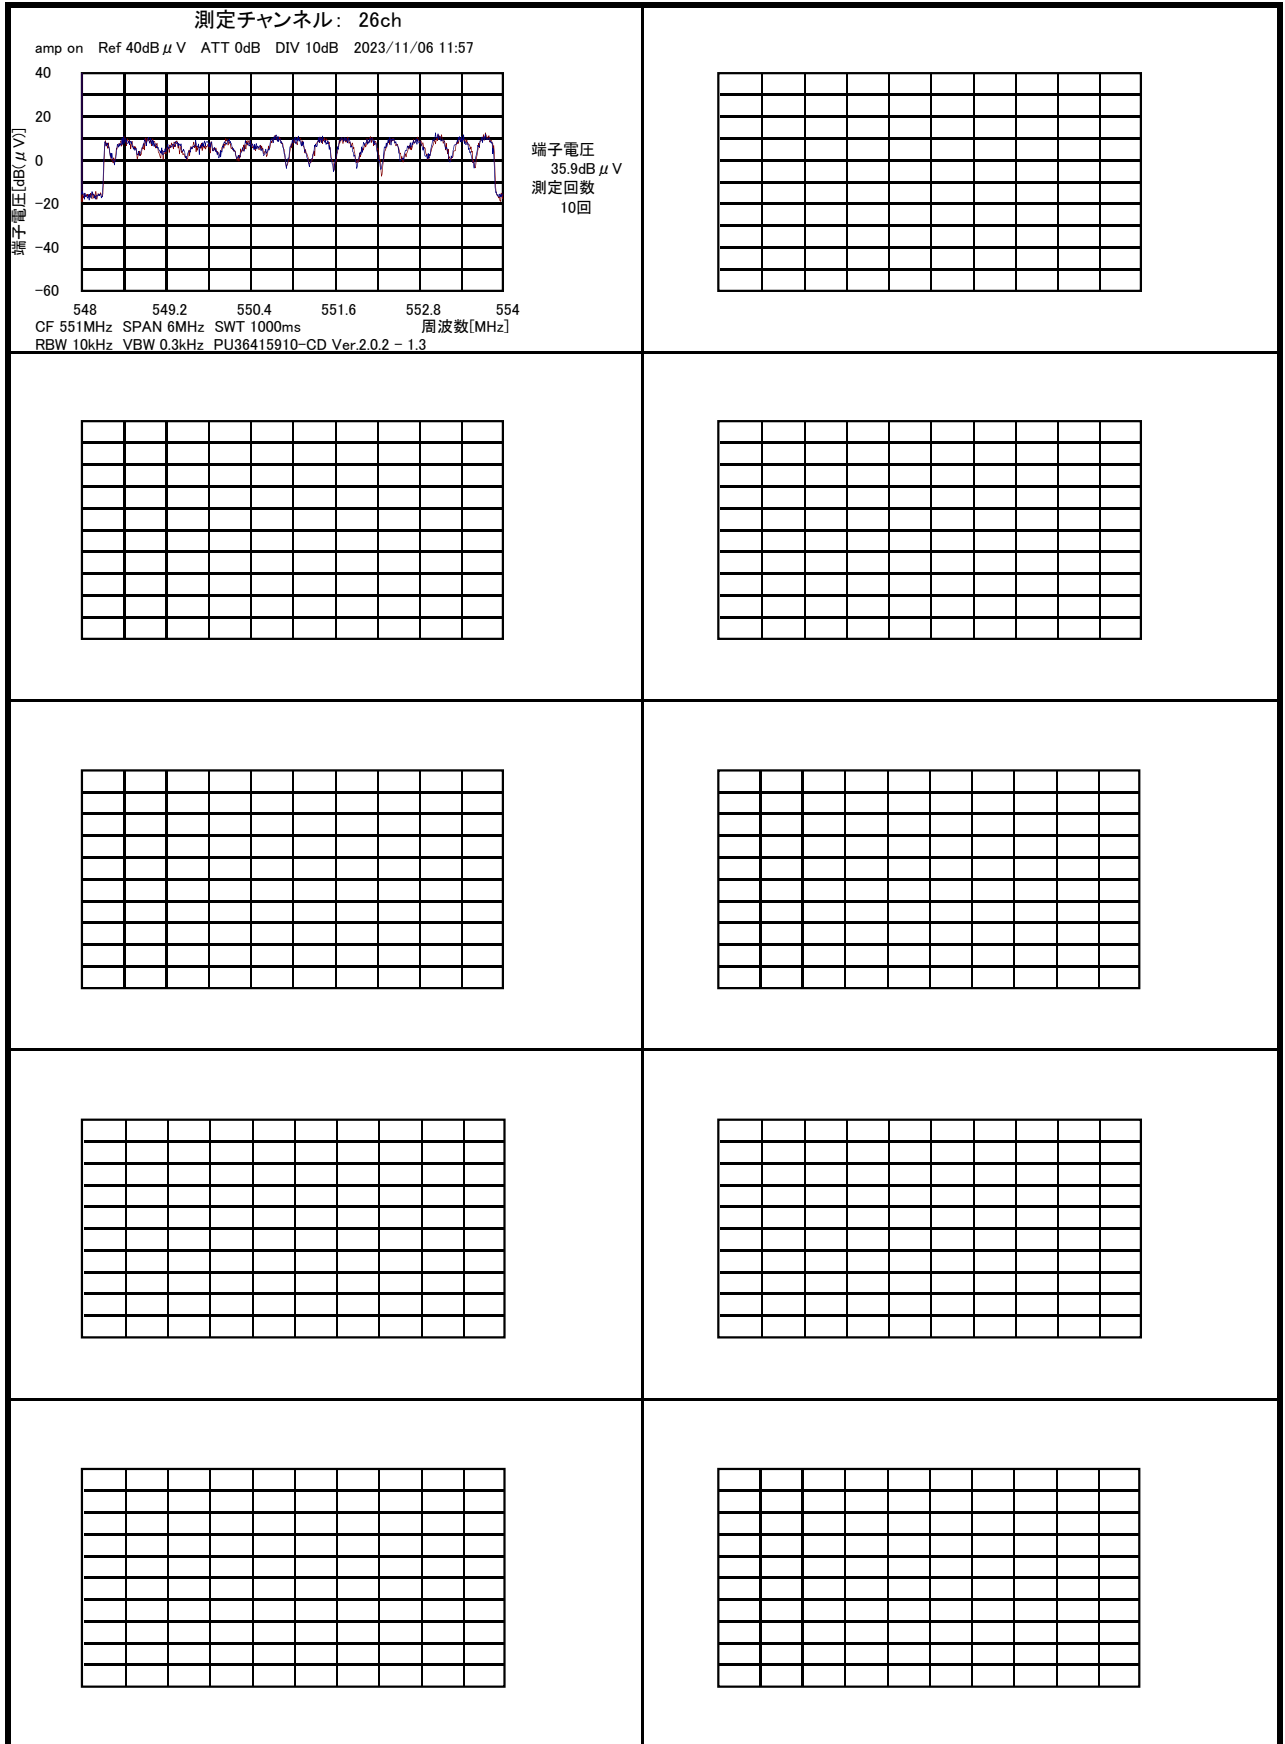 測定チャンネル： 26ch
amp on Ref 40dBμV ATT 0dB DIV 10dB 2023/11/06 11:57
40
20
0
-20
-40
-60
端子電圧[dB(μV)]
端子電圧
35.9dBμV
測定回数
10回
548 549.2 550.4 551.6 552.8 554
CF 551MHz SPAN 6MHz SWT 1000ms 周波数[MHz]
RBW 10kHz VBW 0.3kHz PU36415910-CD Ver.2.0.2 - 1.3